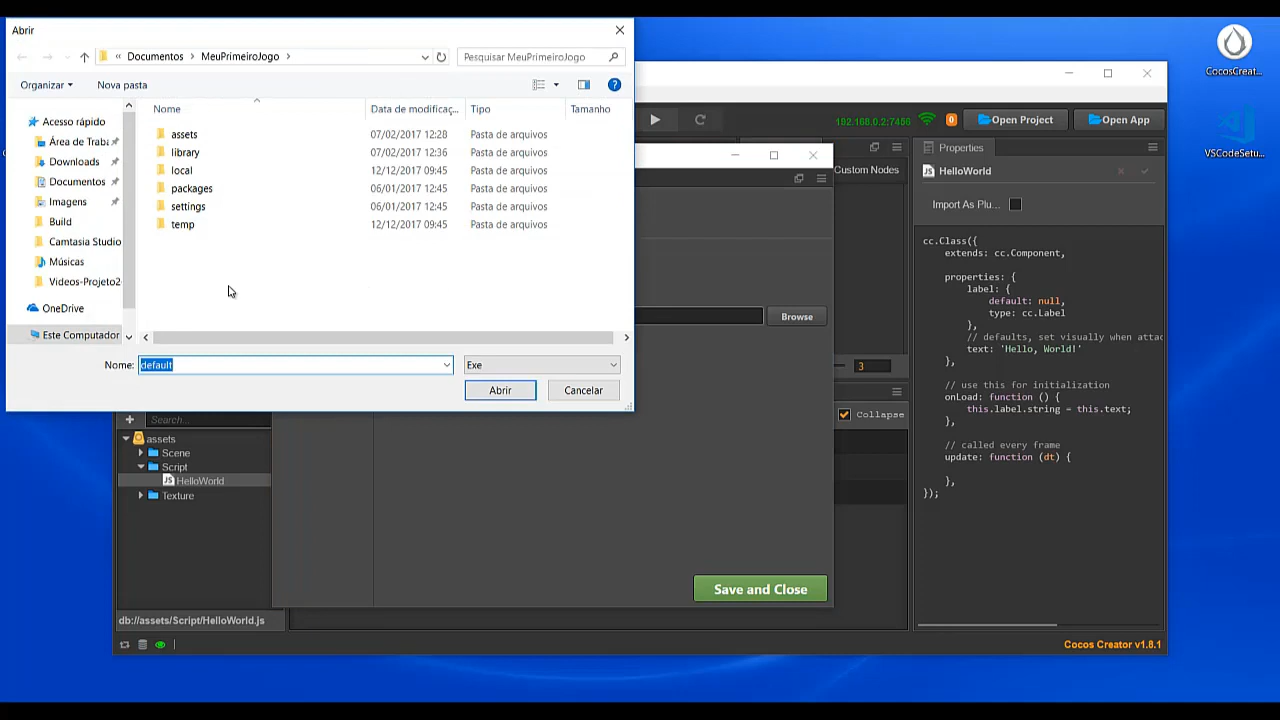 Abrir
« Documentos > MeuPrimeiroJogo >
Pesquisar MeuPrimeiroJogo
Organizar
Nova pasta
Nome
Data de modificaç...
Tipo
Tamanho
Acesso rápido
Área de Traba
Downloads
Documentos
Imagens
Build
Camtasia Studio
Músicas
Videos-Projeto2
OneDrive
Este Computador
assets 07/02/2017 12:28 Pasta de arquivos
library 07/02/2017 12:36 Pasta de arquivos
local 12/12/2017 09:45 Pasta de arquivos
packages 06/01/2017 12:45 Pasta de arquivos
settings 06/01/2017 12:45 Pasta de arquivos
temp 12/12/2017 09:45 Pasta de arquivos
Nome: default
Exe
Abrir
Cancelar
192.168.0.2:7456
0
Open Project
Open App
Custom Nodes
Browse
3
Collapse
Save and Close
Search...
assets
Scene
Script
HelloWorld
Texture
db://assets/Script/HelloWorld.js
Properties
HelloWorld
Import As Plu...
cc.Class({
extends: cc.Component,
properties: {
label: {
default: null,
type: cc.Label
},
// defaults, set visually when attac
text: 'Hello, World!'
},
// use this for initialization
onLoad: function () {
this.label.string = this.text;
},
// called every frame
update: function (dt) {
},
});
Cocos Creator v1.8.1
CocosCreat...
VSCodeSetu...